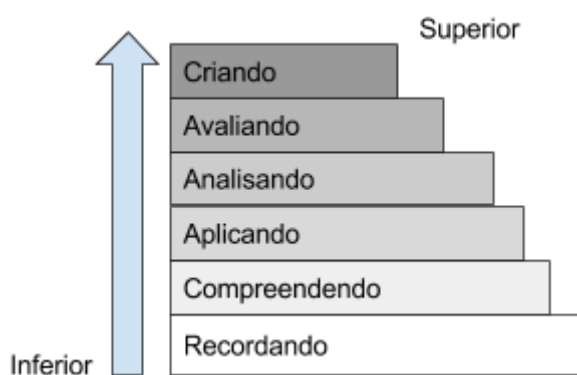 Superior
Criando
Avaliando
Analisando
Aplicando
Compreendendo
Recordando
Inferior